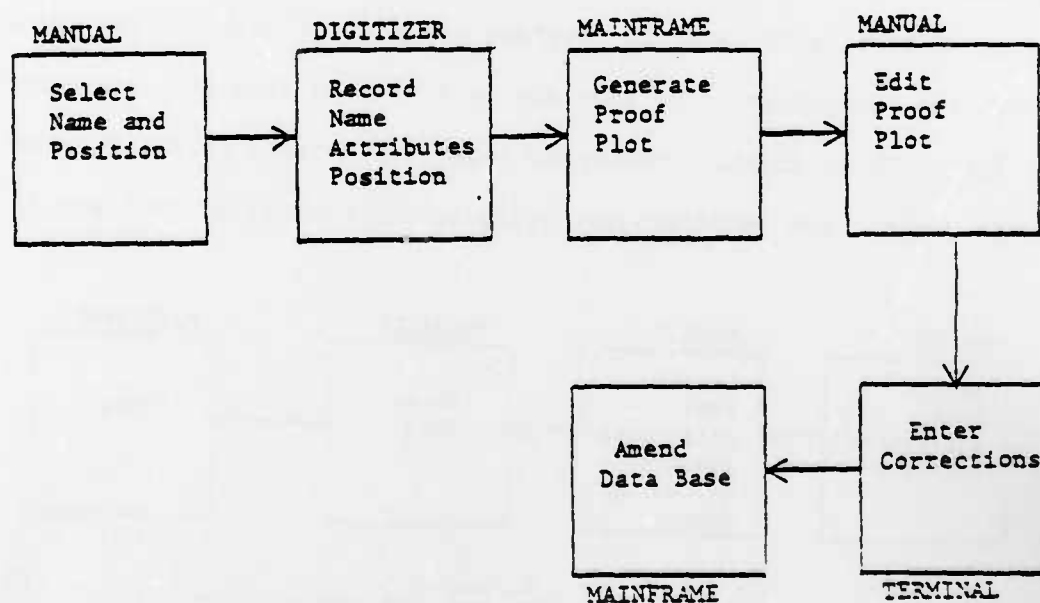 MANUAL
Select
Name and
Position
DIGITIZER
Record
Name
Attributes
Position
MAINFRAME
Generate
Proof
Plot
MANUAL
Edit
Proof
Plot
Enter
Corrections
TERMINAL
Amend
Data Base
MAINFRAME